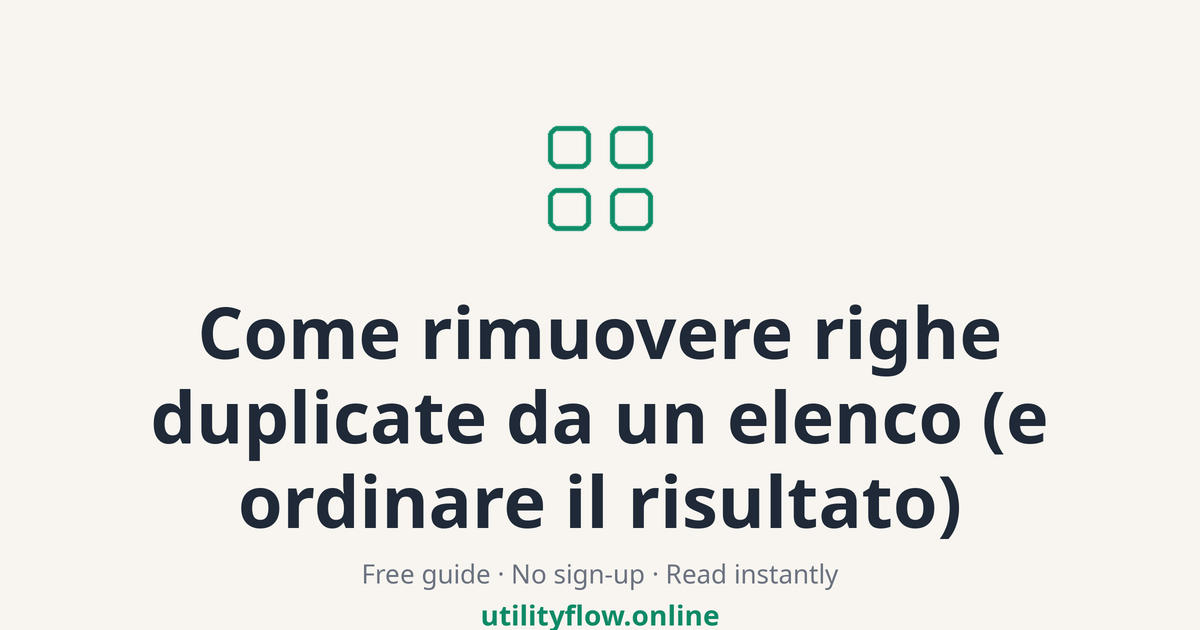 Come rimuovere righe
duplicate da un elenco (e
ordinare il risultato)
Free guide · No sign-up · Read instantly
utilityflow.online